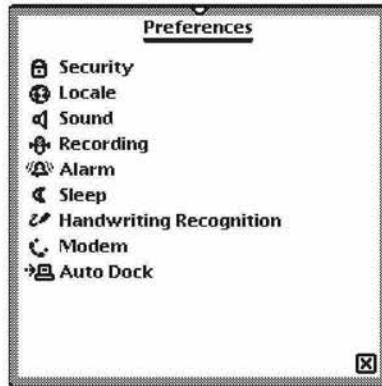 Preferences
Security
Locale
Sound
Recording
Alarm
Sleep
Handwriting Recognition
Modem
Auto Dock